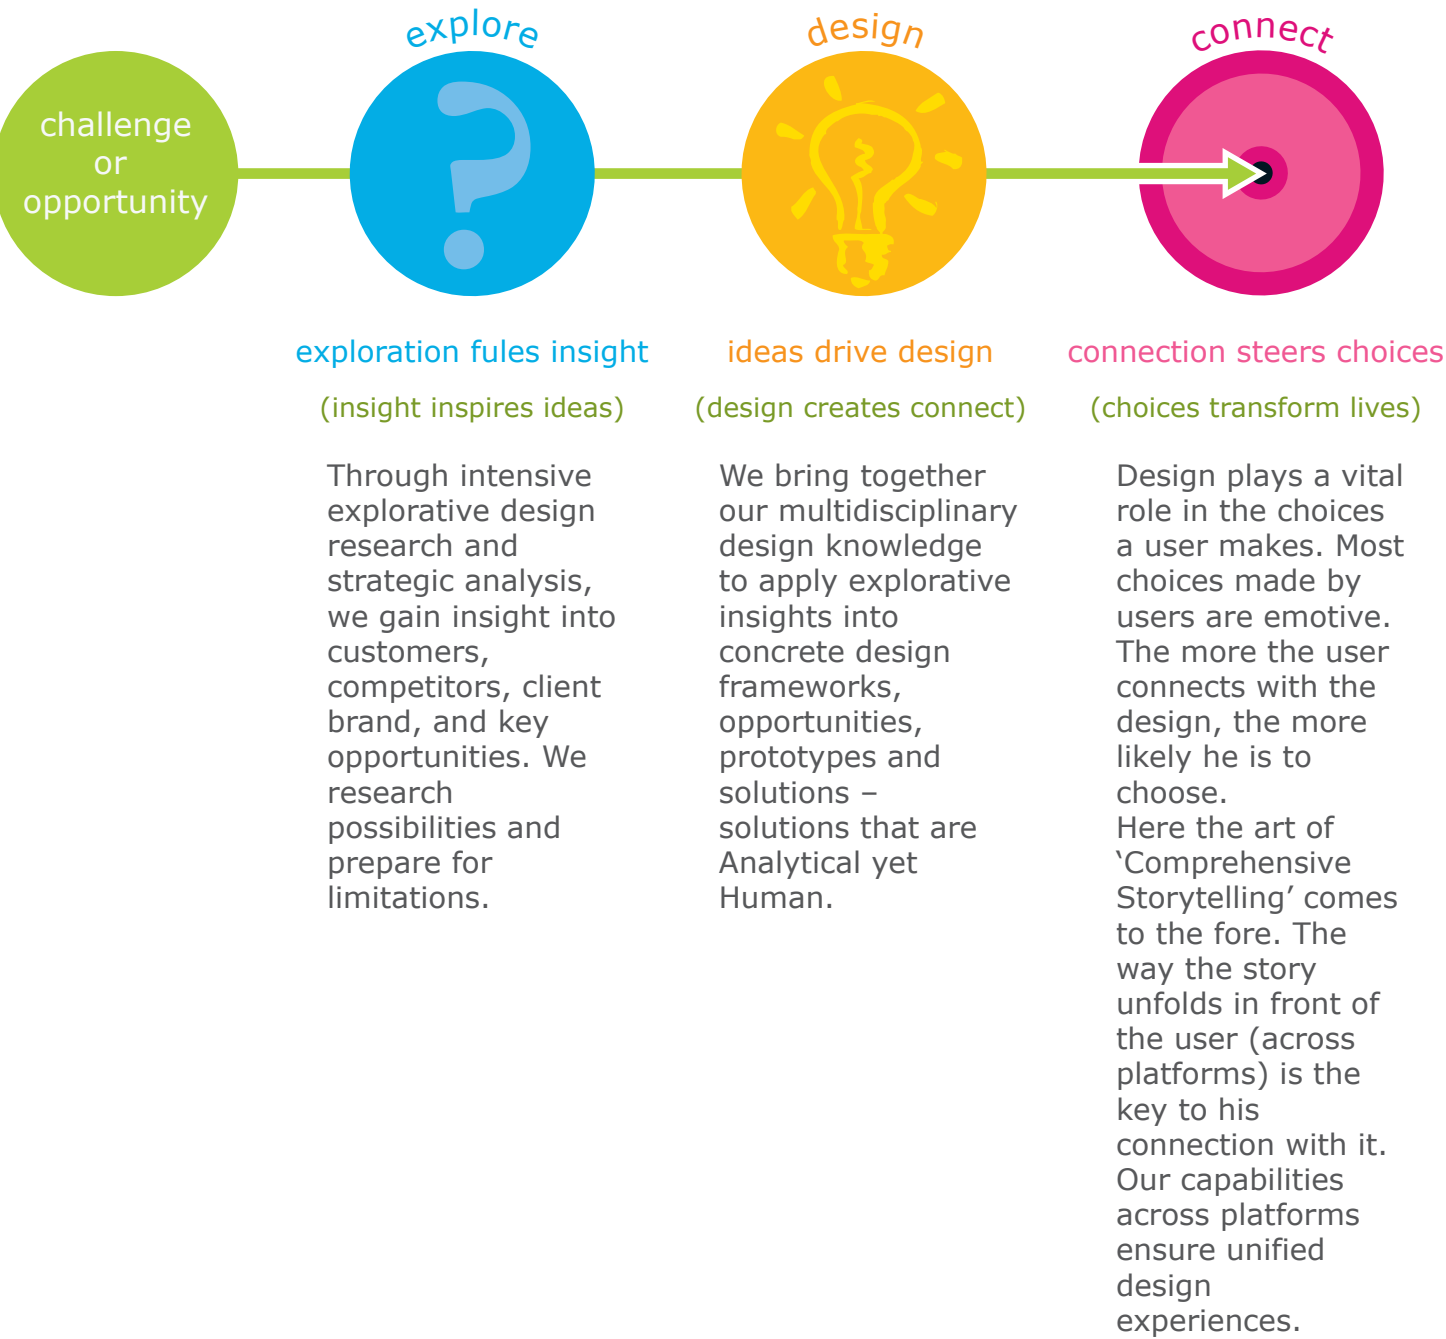 challenge
or
opportunity
explore
exploration fules insight
(insight inspires ideas)
Through intensive
explorative design
research and
strategic analysis,
we gain insight into
customers,
competitors, client
brand, and key
opportunities. We
research
possibilities and
prepare for
limitations.
design
ideas drive design
(design creates connect)
We bring together
our multidisciplinary
design knowledge
to apply explorative
insights into
concrete design
frameworks,
opportunities,
prototypes and
solutions –
solutions that are
Analytical yet
Human.
connect
connection steers choices
(choices transform lives)
Design plays a vital
role in the choices
a user makes. Most
choices made by
users are emotive.
The more the user
connects with the
design, the more
likely he is to
choose.
Here the art of
‘Comprehensive
Storytelling’ comes
to the fore. The
way the story
unfolds in front of
the user (across
platforms) is the
key to his
connection with it.
Our capabilities
across platforms
ensure unified
design
experiences.